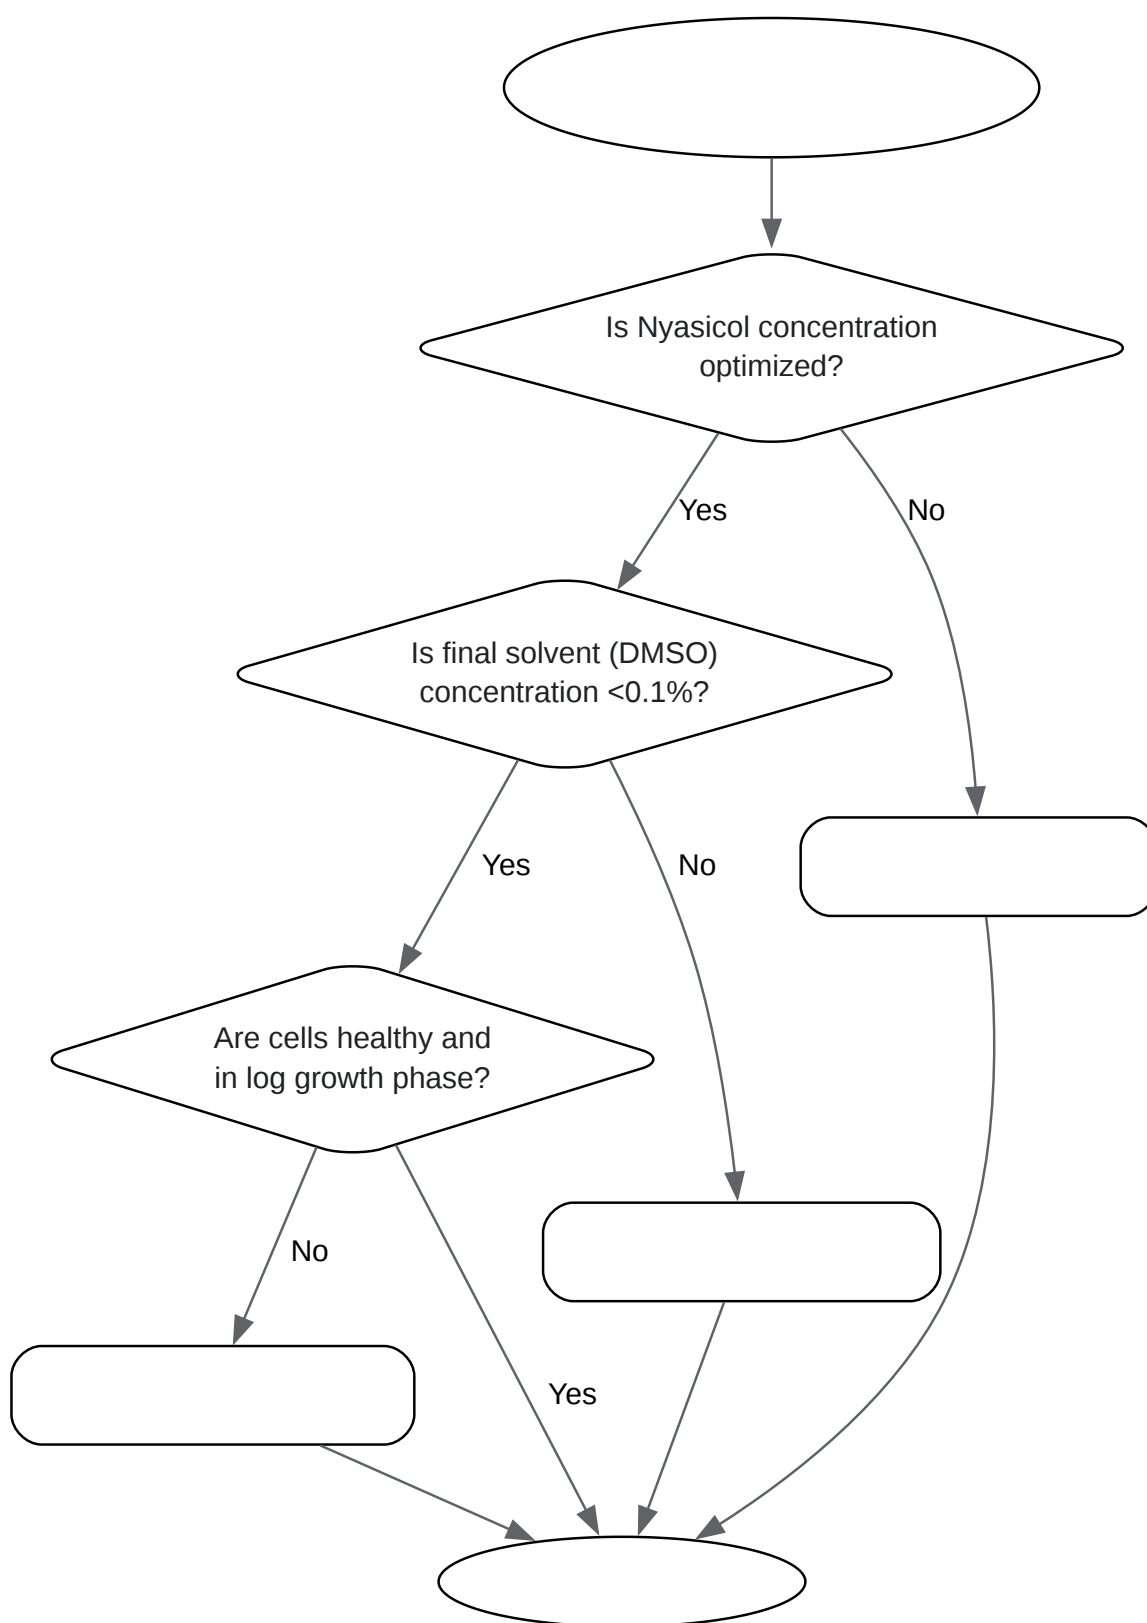 Is Nyasicol concentration
optimized?
Yes
No
Is final solvent (DMSO)
concentration <0.1%?
Yes
No
Are cells healthy and
in log growth phase?
No
Yes